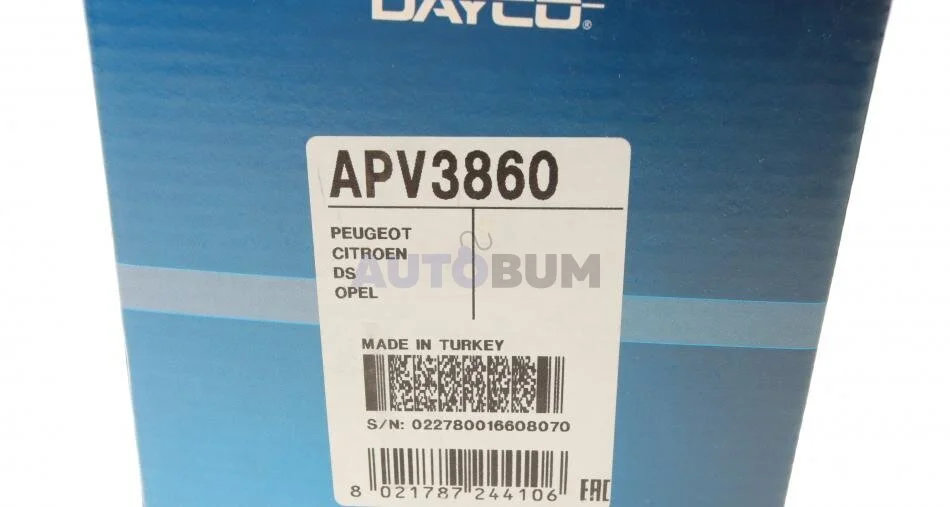 DAYCO®
APV3860
PEUGEOT
CITROEN
DS
OPEL
AUTOBUM
MADE IN TURKEY
S/N: 022780016608070
8 021787 244106 EAC